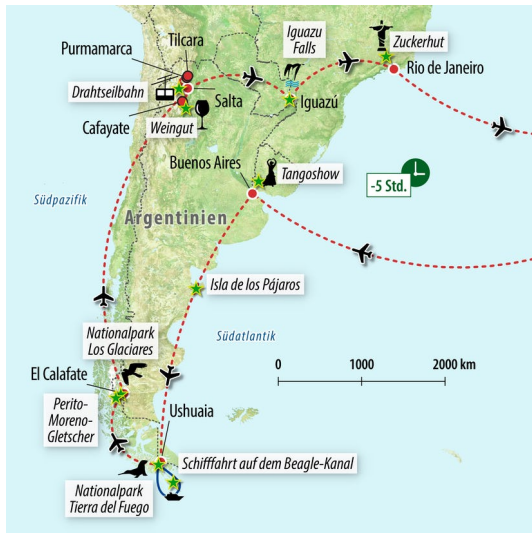 Tilcara
Purmamarca
Iguazu
Falls
Zuckerhut
Rio de Janeiro
Drahtseilbahn
Salta
Iguazú
Cafayate
Weingut
Buenos Aires
Tangoshow
-5 Std.
Südpazifik
Argentinien
Isla de los Pájaros
Südatlantik
Nationalpark
Los Glaciares
0 1000 2000 km
El Calafate
Perito-
Moreno-
Gletscher
Ushuaia
Schifffahrt auf dem Beagle-Kanal
Nationalpark
Tierra del Fuego